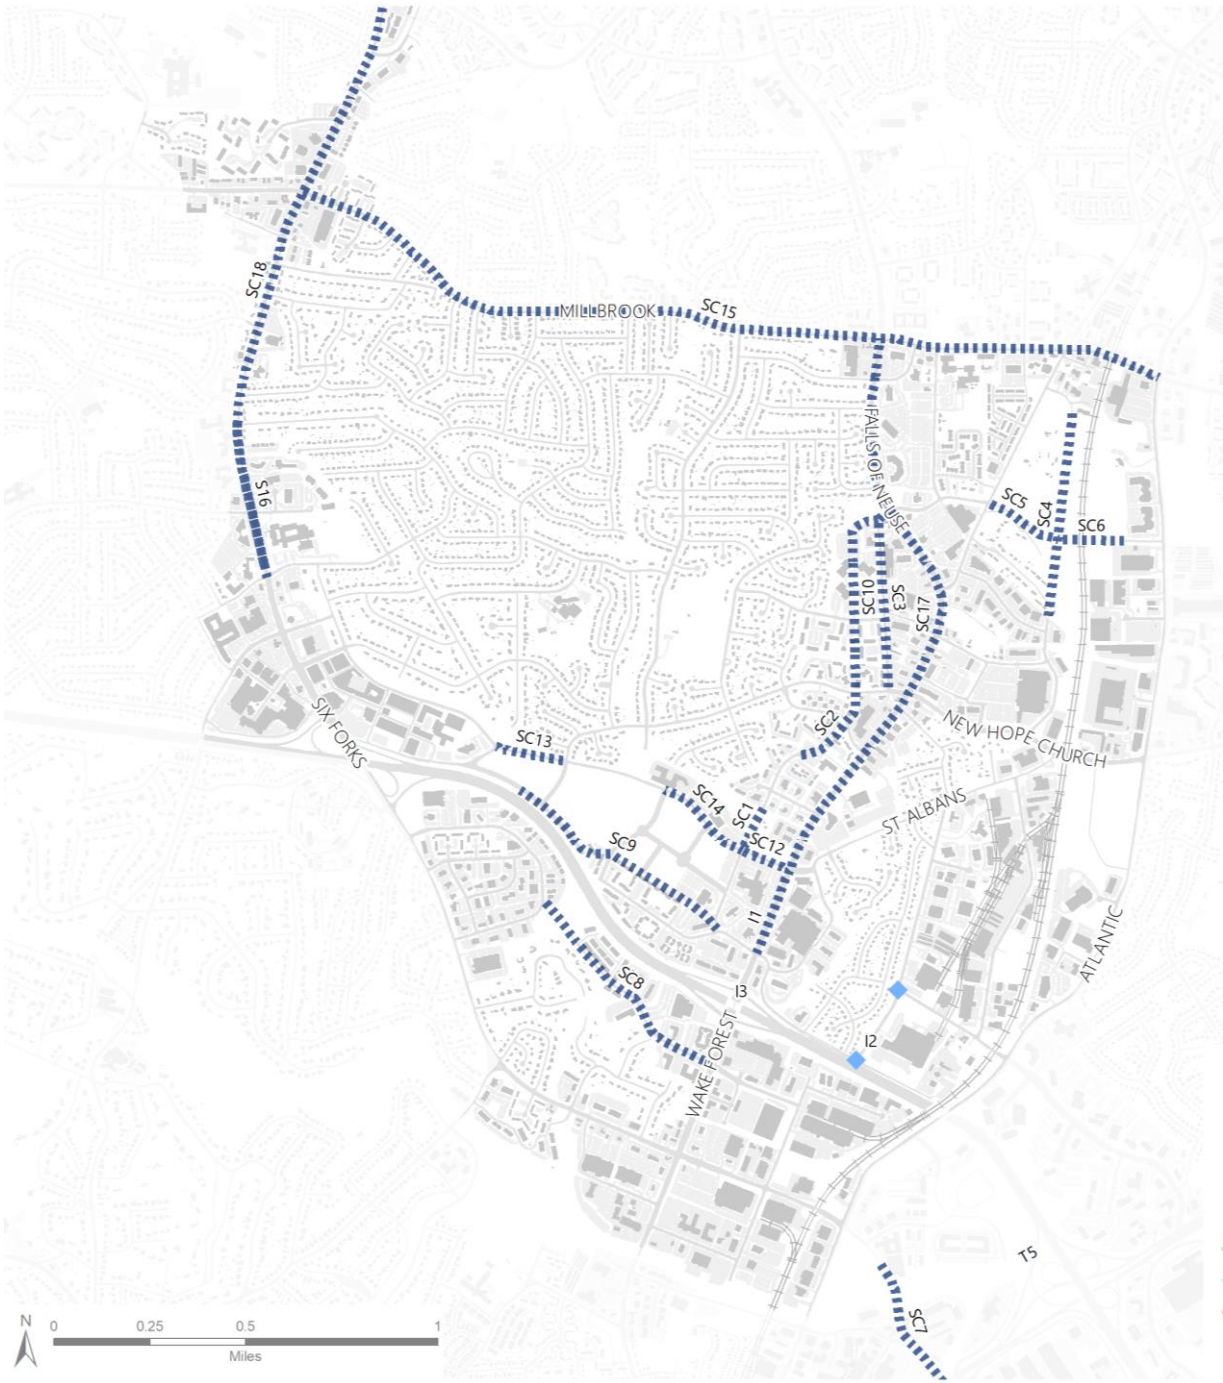 SC18
MILLBROOK
SC15
FALLS OF NEUSE
S16
SC5
SC4
SC6
SC10
SC3
SC17
SIX FORKS
SC2
NEW HOPE CHURCH
SC13
SC14
SC1
ST ALBANS
SC9
SC12
I1
ATLANTIC
SC8
I3
I2
WAKE FOREST
T5
SC7
N
0 0.25 0.5 1
Miles